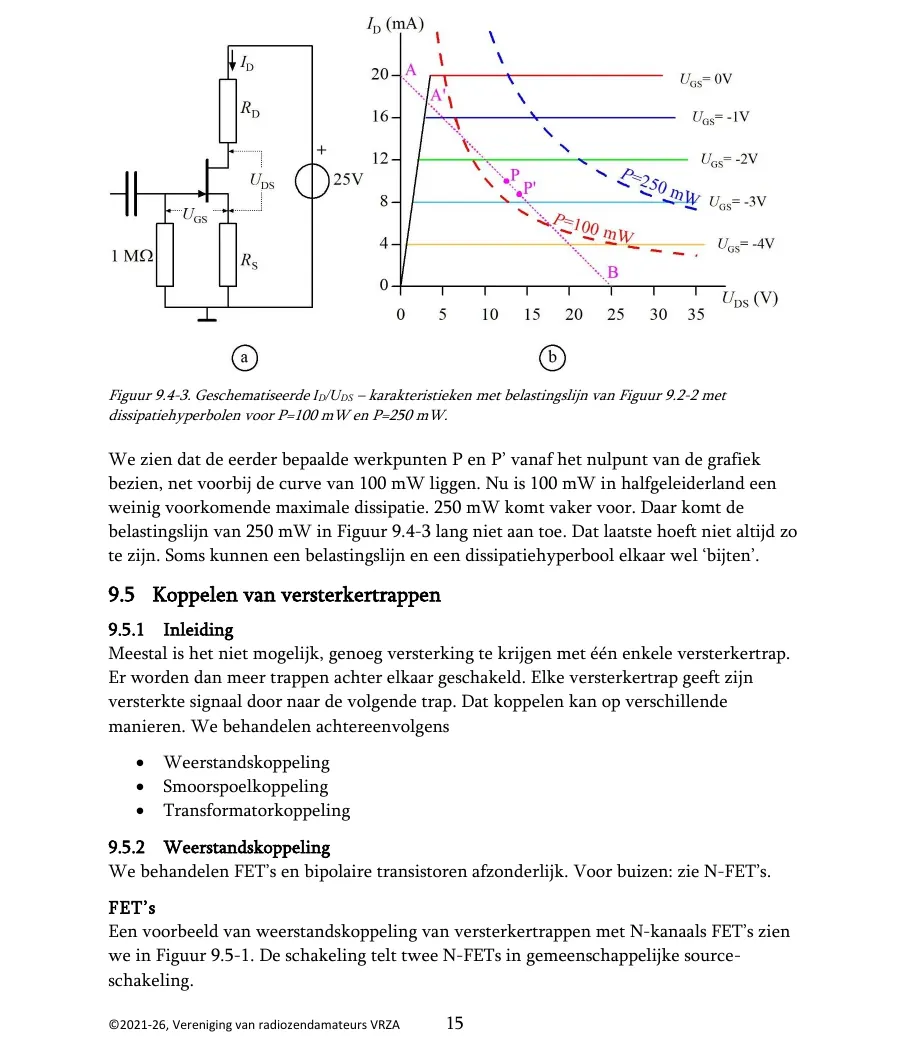 I_D (mA)
I_D
R_D
+
U_DS
25V
U_GS
1 MΩ
R_S
a
20
16
12
8
4
0
A
A'
P
P'
B
P=250 mW
P=100 mW
U_GS= 0V
U_GS= -1V
U_GS= -2V
U_GS= -3V
U_GS= -4V
U_DS (V)
0 5 10 15 20 25 30 35
b
Figuur 9.4-3. Geschematiseerde I_D/U_DS – karakteristieken met belastingslijn van Figuur 9.2-2 met
dissipatiehyperbolen voor P=100 mW en P=250 mW.
We zien dat de eerder bepaalde werkpunten P en P’ vanaf het nulpunt van de grafiek
bezien, net voorbij de curve van 100 mW liggen. Nu is 100 mW in halfgeleiderland een
weinig voorkomende maximale dissipatie. 250 mW komt vaker voor. Daar komt de
belastingslijn van 250 mW in Figuur 9.4-3 lang niet aan toe. Dat laatste hoeft niet altijd zo
te zijn. Soms kunnen een belastingslijn en een dissipatiehyperbool elkaar wel ‘bijten’.
9.5 Koppelen van versterkertrappen
9.5.1 Inleiding
Meestal is het niet mogelijk, genoeg versterking te krijgen met één enkele versterkertrap.
Er worden dan meer trappen achter elkaar geschakeld. Elke versterkertrap geeft zijn
versterkte signaal door naar de volgende trap. Dat koppelen kan op verschillende
manieren. We behandelen achtereenvolgens
• Weerstandskoppeling
• Smoorspoelkoppeling
• Transformatorkoppeling
9.5.2 Weerstandskoppeling
We behandelen FET’s en bipolaire transistoren afzonderlijk. Voor buizen: zie N-FET’s.
FET’s
Een voorbeeld van weerstandskoppeling van versterkertrappen met N-kanaals FET’s zien
we in Figuur 9.5-1. De schakeling telt twee N-FETs in gemeenschappelijke source-
schakeling.
©2021-26, Vereniging van radiozendamateurs VRZA 15